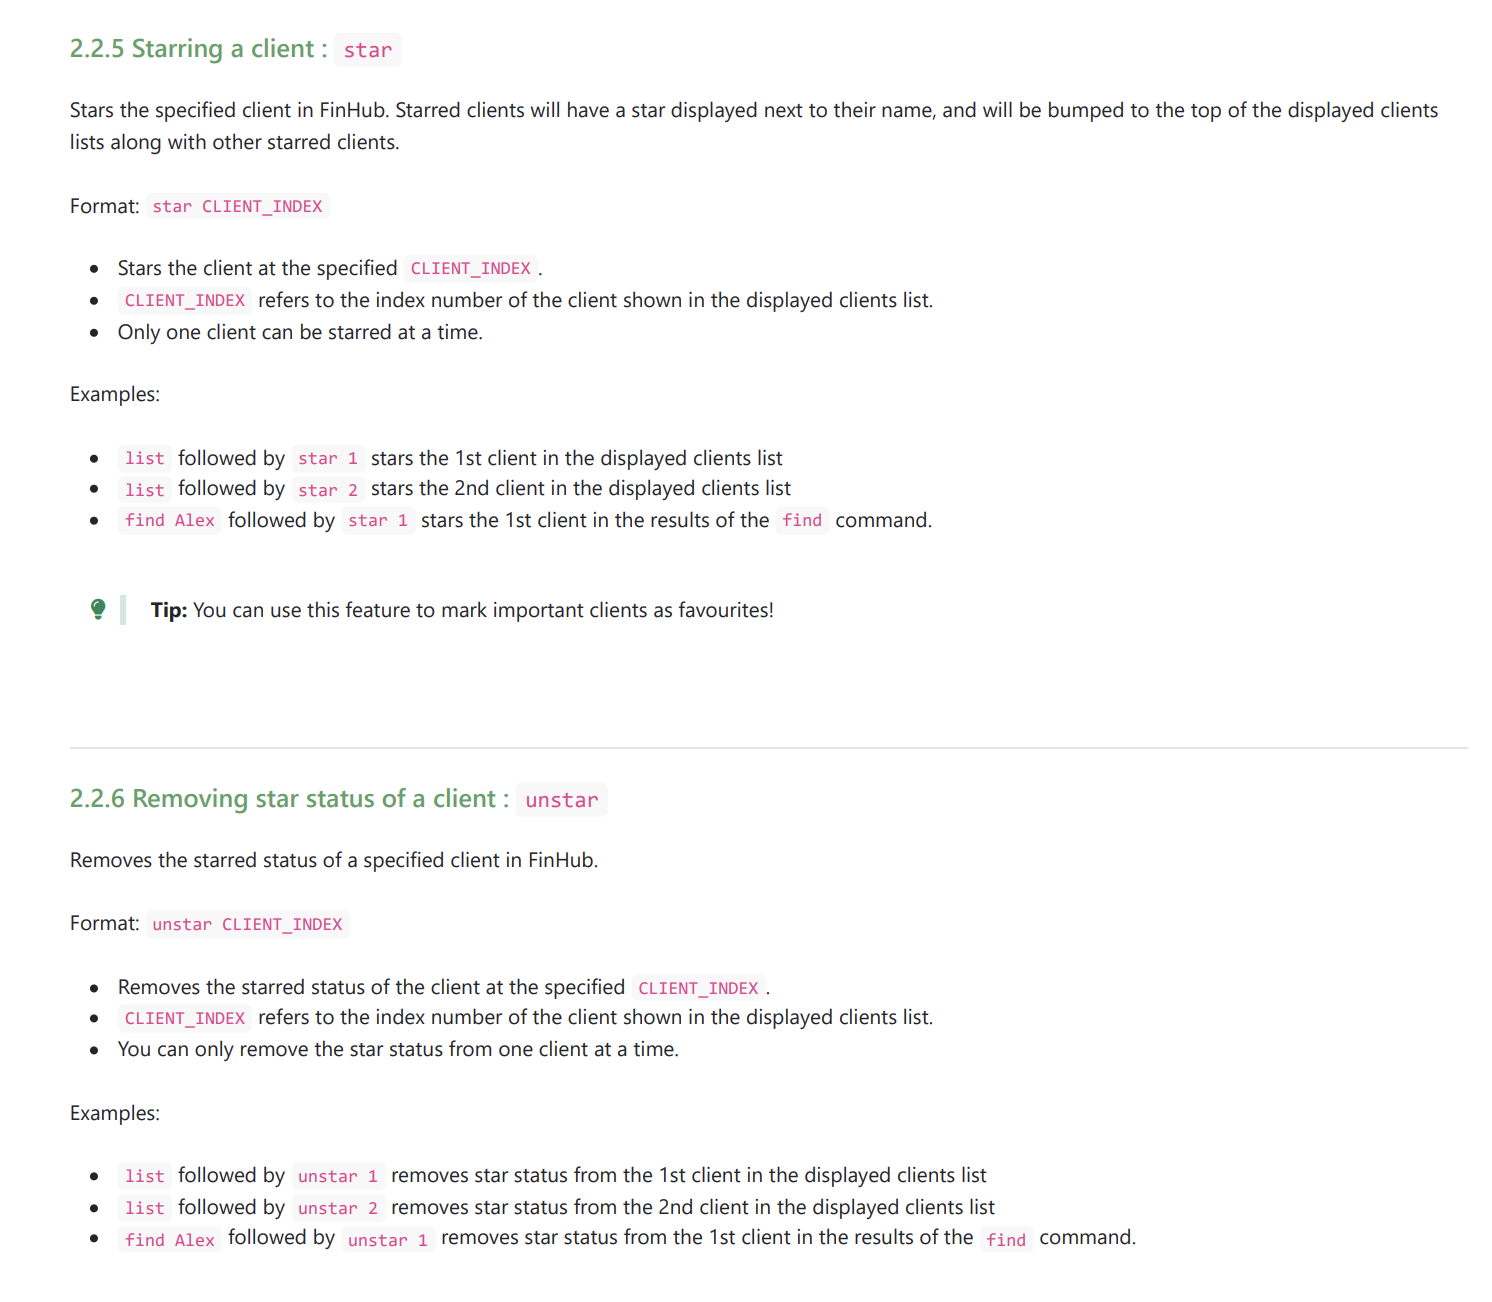 2.2.5 Starring a client : star
Stars the specified client in FinHub. Starred clients will have a star displayed next to their name, and will be bumped to the top of the displayed clients
lists along with other starred clients.
Format: star CLIENT_INDEX
• Stars the client at the specified CLIENT_INDEX.
• CLIENT_INDEX refers to the index number of the client shown in the displayed clients list.
• Only one client can be starred at a time.
Examples:
• list followed by star 1 stars the 1st client in the displayed clients list
• list followed by star 2 stars the 2nd client in the displayed clients list
• find Alex followed by star 1 stars the 1st client in the results of the find command.
Tip: You can use this feature to mark important clients as favourites!
2.2.6 Removing star status of a client : unstar
Removes the starred status of a specified client in FinHub.
Format: unstar CLIENT_INDEX
• Removes the starred status of the client at the specified CLIENT_INDEX.
• CLIENT_INDEX refers to the index number of the client shown in the displayed clients list.
• You can only remove the star status from one client at a time.
Examples:
• list followed by unstar 1 removes star status from the 1st client in the displayed clients list
• list followed by unstar 2 removes star status from the 2nd client in the displayed clients list
• find Alex followed by unstar 1 removes star status from the 1st client in the results of the find command.